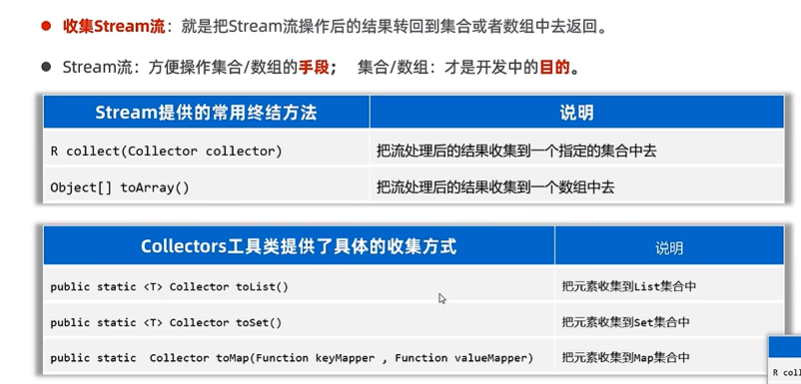 收集Stream流：就是把Stream流操作后的结果转回到集合或者数组中去返回。
Stream流：方便操作集合/数组的手段； 集合/数组：才是开发中的目的。
Stream提供的常用终结方法 说明
R collect(Collector collector) 把流处理后的结果收集到一个指定的集合中去
Object[] toArray() 把流处理后的结果收集到一个数组中去
Collectors工具类提供了具体的收集方式 说明
public static <T> Collector toList() 把元素收集到List集合中
public static <T> Collector toSet() 把元素收集到Set集合中
public static Collector toMap(Function keyMapper , Function valueMapper) 把元素收集到Map集合中